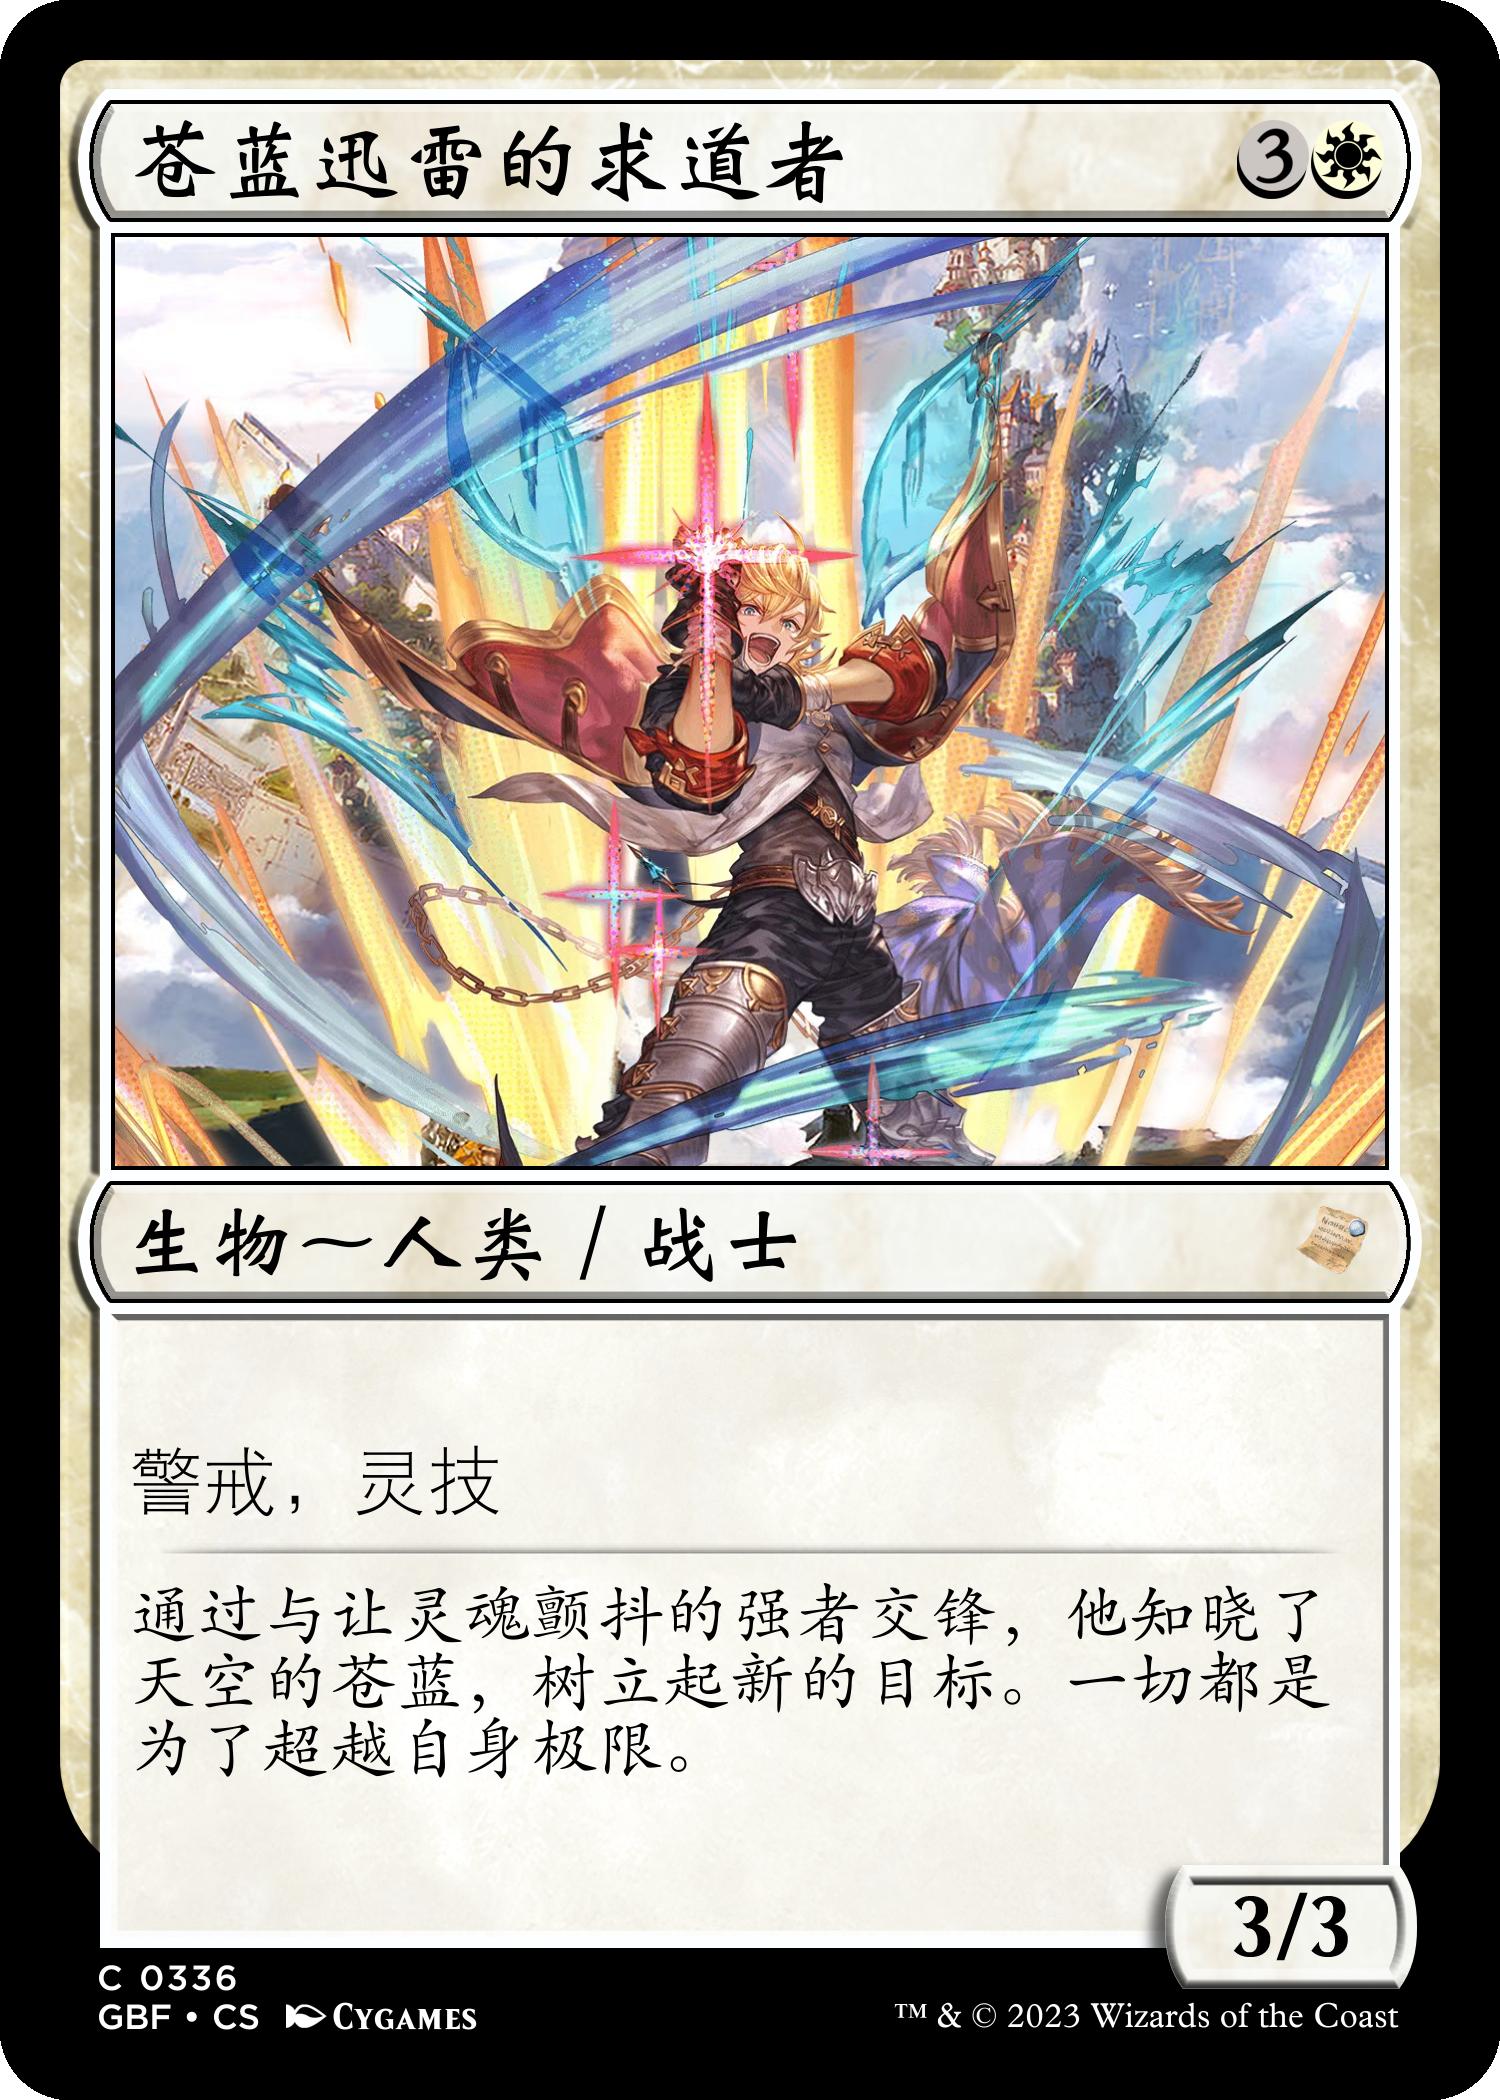 苍蓝迅雷的求道者 3
生物～人类 / 战士
警戒，灵技
通过与让灵魂颤抖的强者交锋，他知晓了
天空的苍蓝，树立起新的目标。一切都是
为了超越自身极限。
3/3
C 0336
GBF • CS CYGAMES
™ & © 2023 Wizards of the Coast